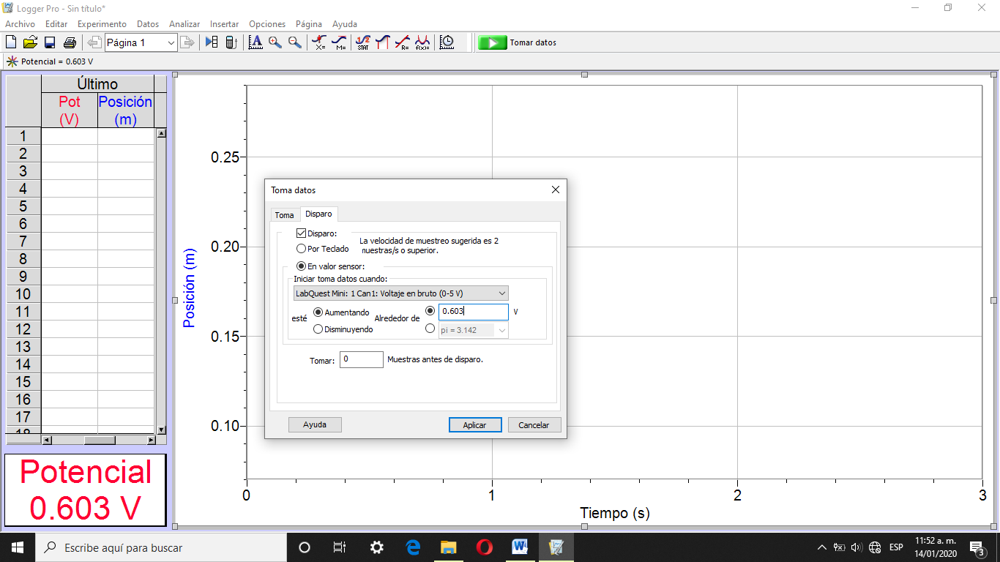 Logger Pro - Sin título*
Archivo Editar Experimento Datos Analizar Insertar Opciones Página Ayuda
Página 1
X=
M=
1/2
STAT
R=
f(x)=
Tomar datos
Potencial = 0.603 V
Último
Pot Posición
(V) (m)
1
2
3
4
5
6
7
8
9
10
11
12
13
14
15
16
17
18
Potencial
0.603 V
Posición (m)
0.25
0.20
0.15
0.10
0 1 2 3
Tiempo (s)
Toma datos
Toma Disparo
Disparo:
Por Teclado
La velocidad de muestreo sugerida es 2
muestras/s o superior.
En valor sensor:
Iniciar toma datos cuando:
LabQuest Mini: 1 Can1: Voltaje en bruto (0-5 V)
esté Aumentando Alrededor de 0.603 V
Disminuyendo pi = 3.142
Tomar: 0 Muestras antes de disparo.
Ayuda Aplicar Cancelar
Escribe aquí para buscar
ESP
11:52 a. m.
14/01/2020
3